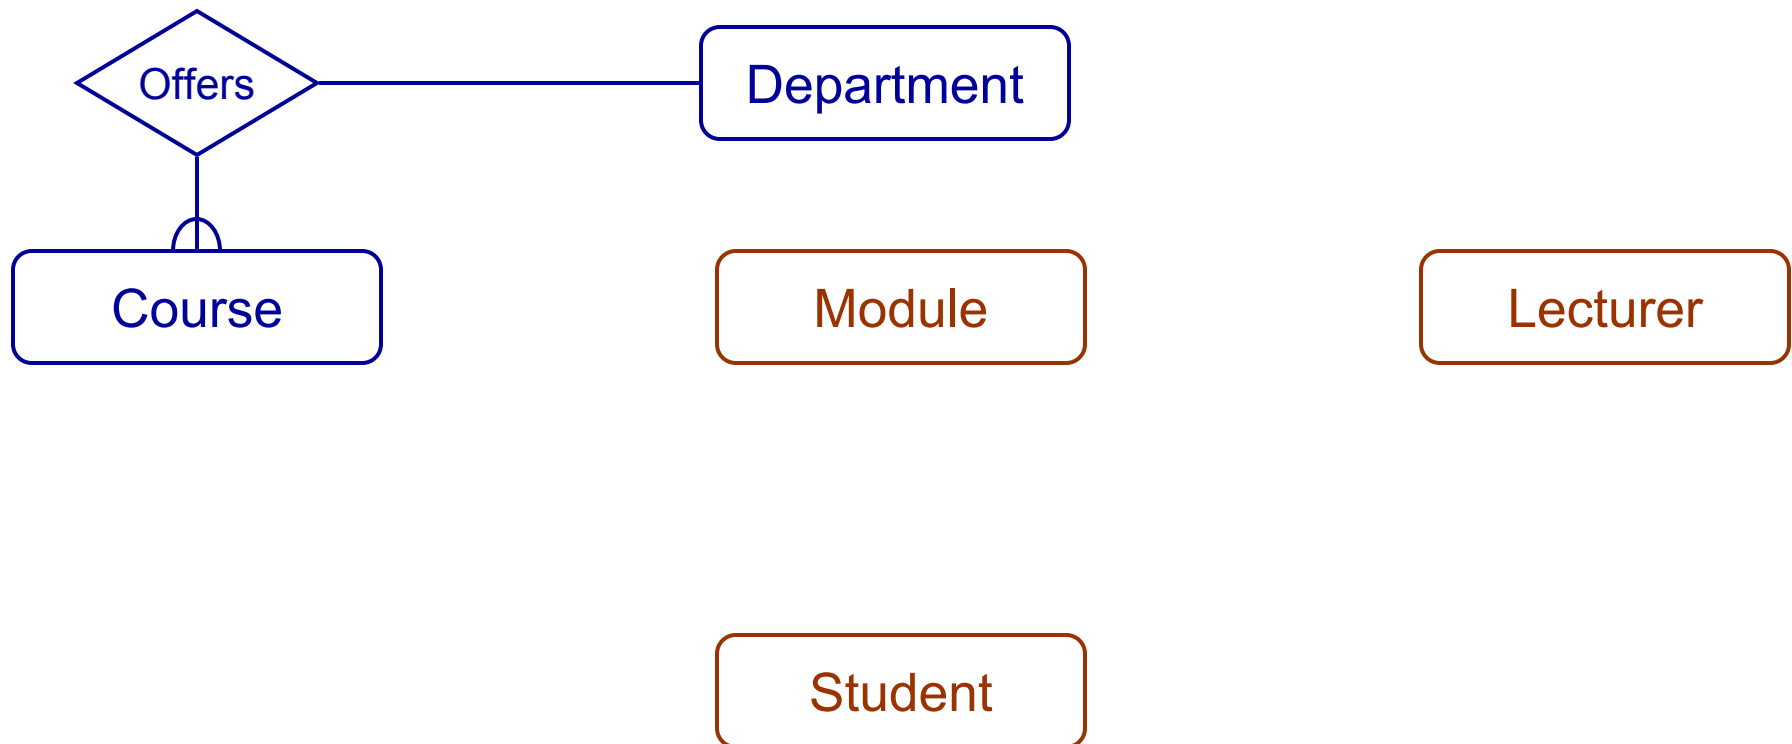 Offers
Department
Course
Module
Lecturer
Student